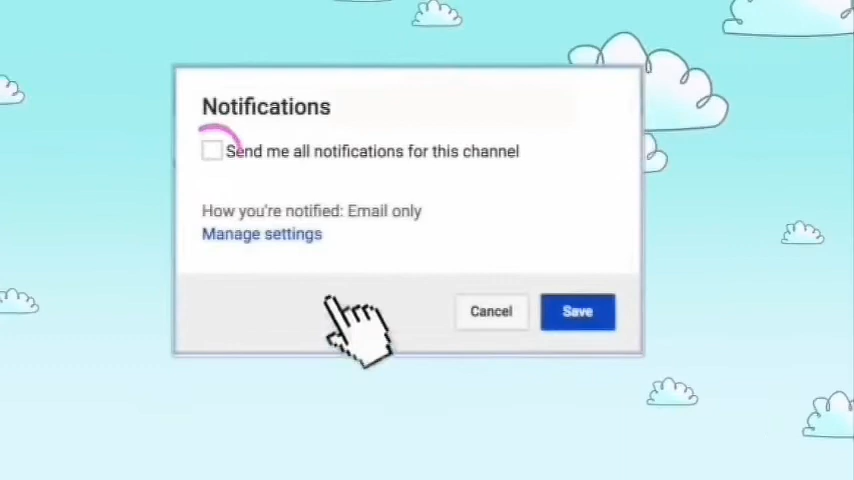 Notifications
Send me all notifications for this channel
How you're notified: Email only
Manage settings
Cancel Save